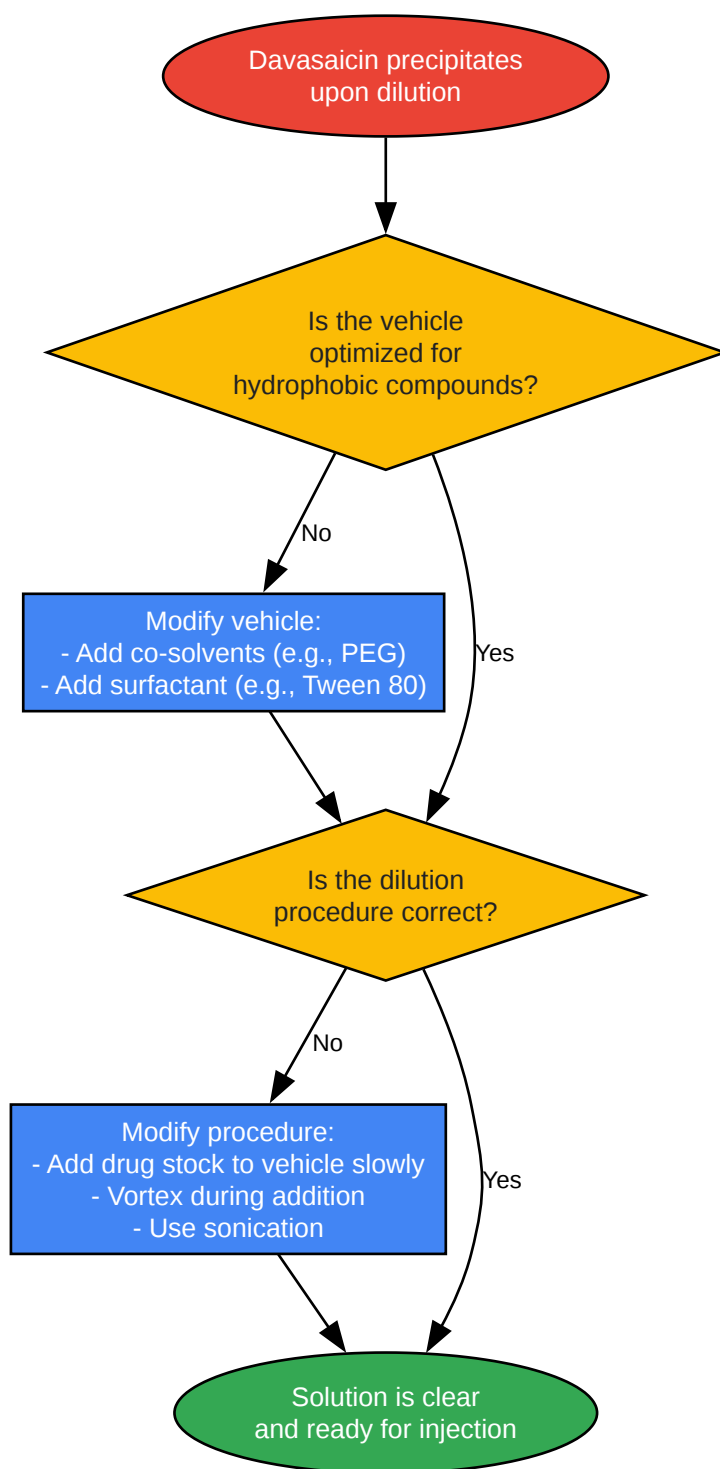 Davasaicin precipitates
upon dilution
Is the vehicle
optimized for
hydrophobic compounds?
No
Modify vehicle:
- Add co-solvents (e.g., PEG)
- Add surfactant (e.g., Tween 80)
Yes
Is the dilution
procedure correct?
No
Modify procedure:
- Add drug stock to vehicle slowly
- Vortex during addition
- Use sonication
Yes
Solution is clear
and ready for injection